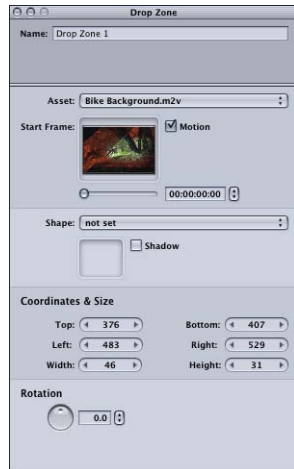 Drop Zone
Name: Drop Zone 1
Asset: Bike Background.m2v
Start Frame: Motion
00:00:00:00
Shape: not set
Shadow
Coordinates & Size
Top: 376 Bottom: 407
Left: 483 Right: 529
Width: 46 Height: 31
Rotation
0.0